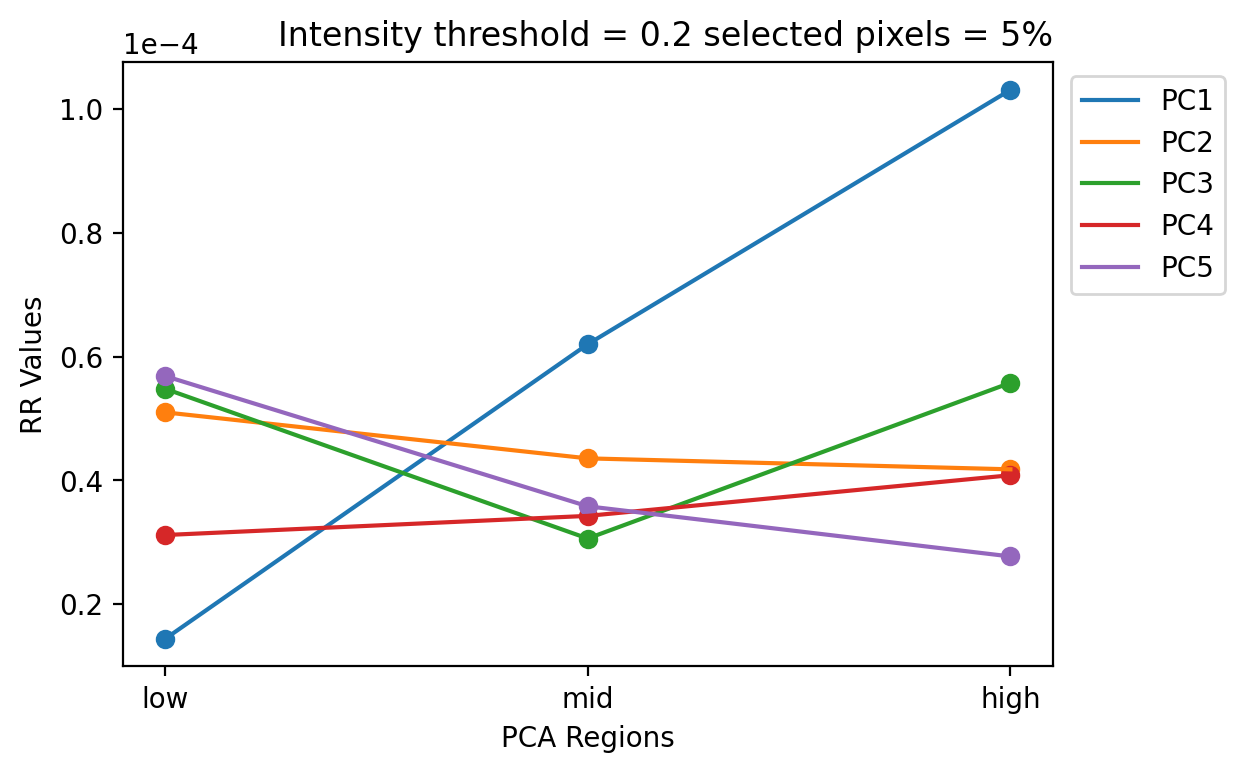 Intensity threshold = 0.2 selected pixels = 5%
1e−4
1.0
0.8
0.6
0.4
0.2
RR Values
low
mid
high
PCA Regions
PC1
PC2
PC3
PC4
PC5